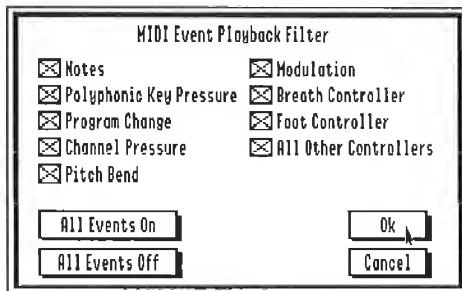 MIDI Event Playback Filter
Notes
Modulation
Polyphonic Key Pressure
Breath Controller
Program Change
Foot Controller
Channel Pressure
All Other Controllers
Pitch Bend
All Events On
Ok
All Events Off
Cancel